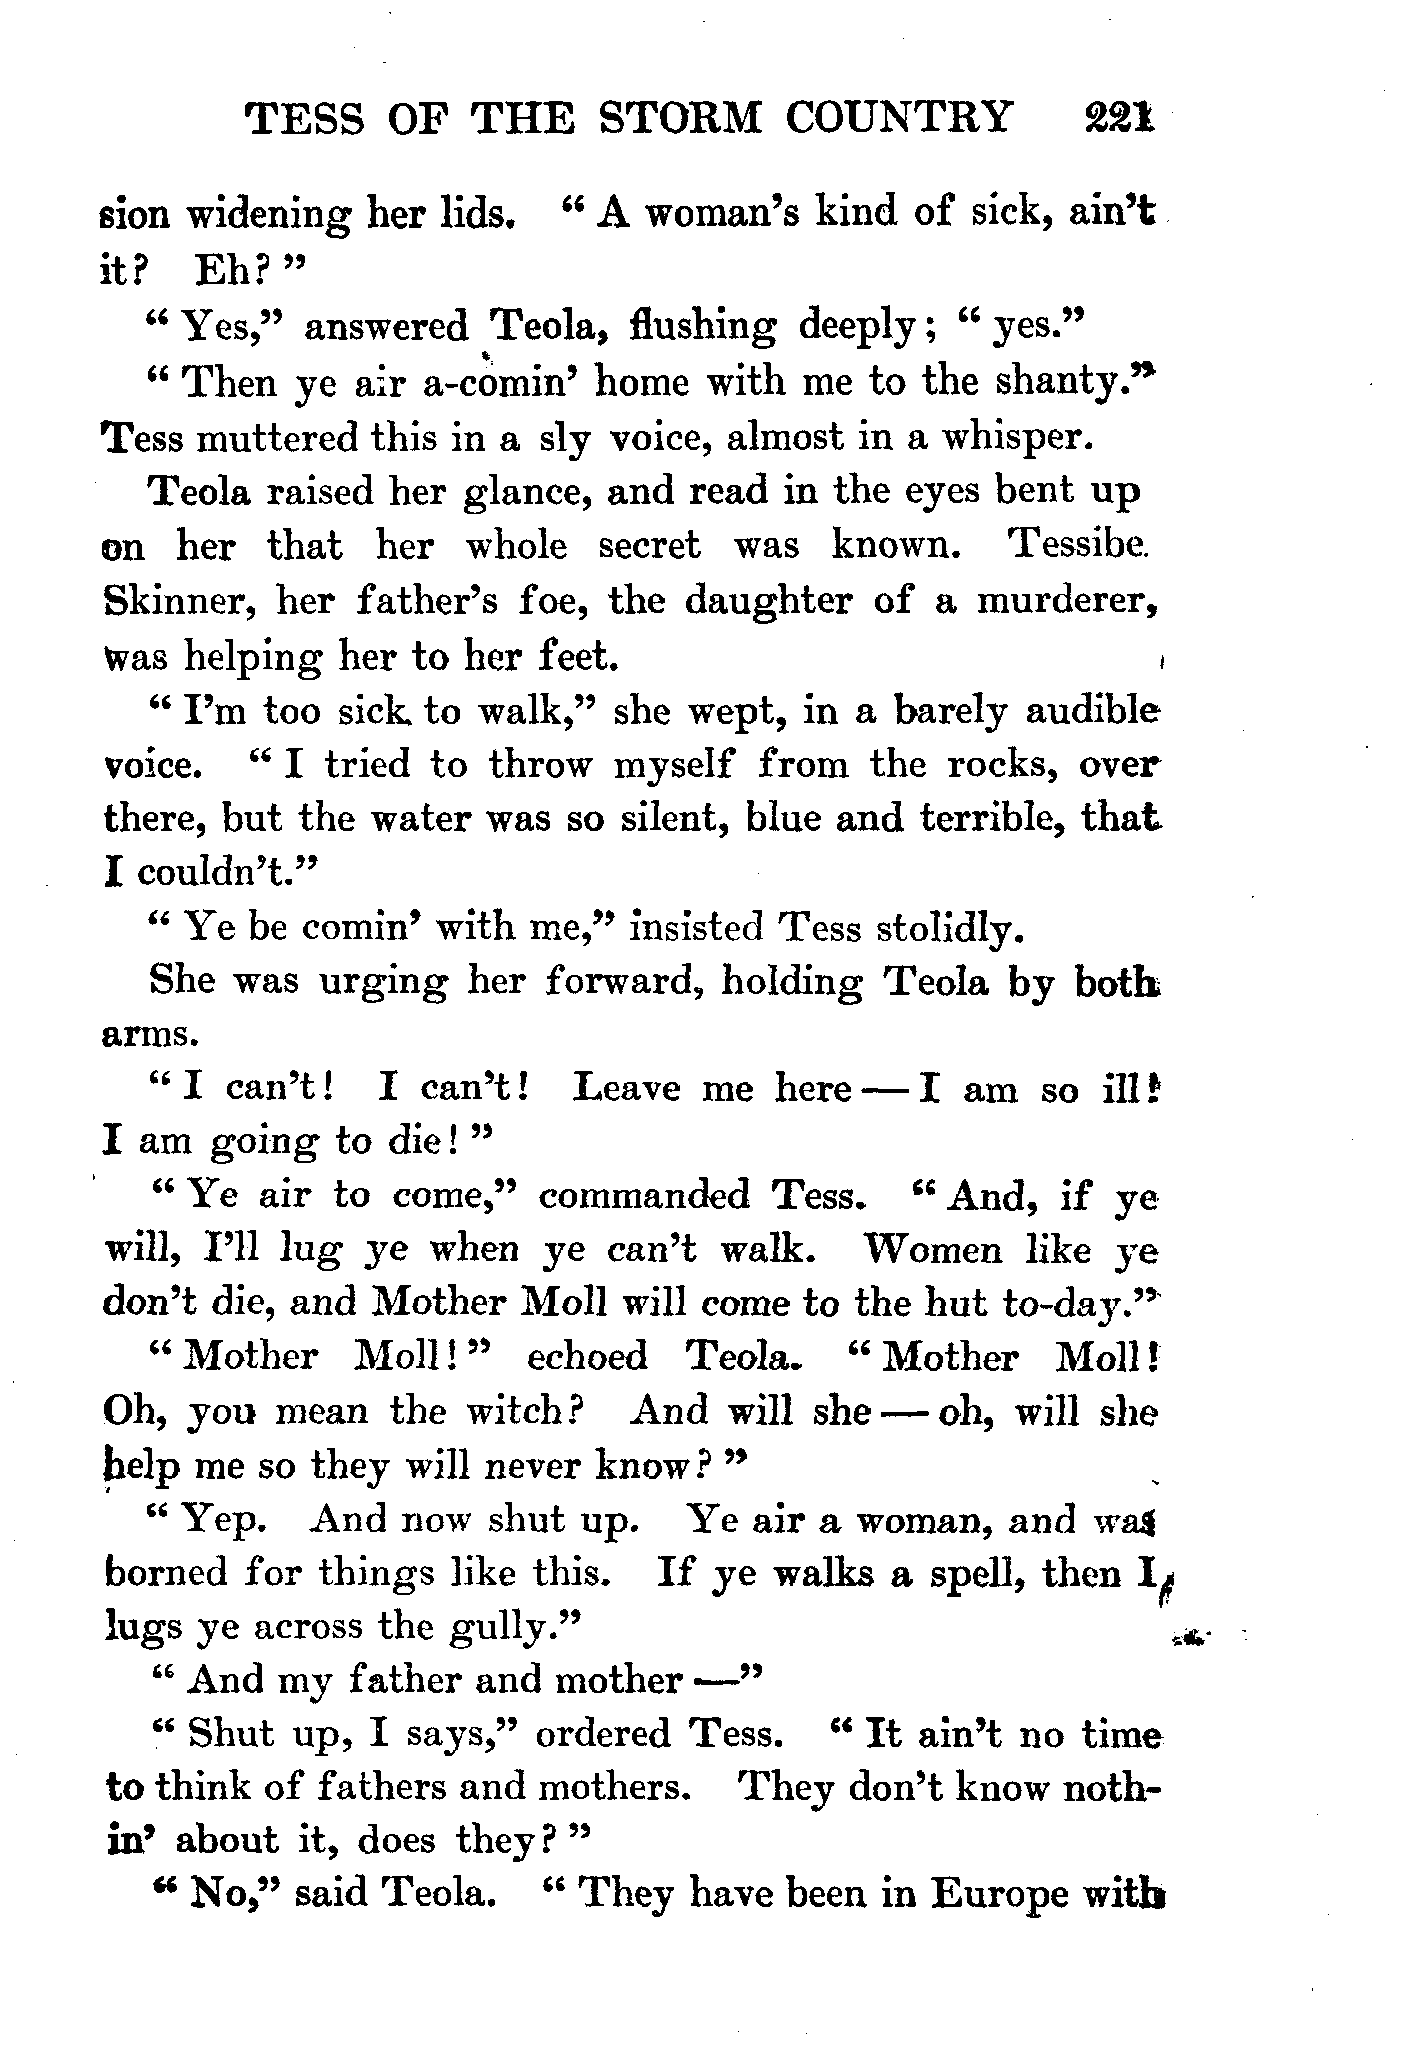 TESS OF THE STORM COUNTRY 221
sion widening her lids. " A woman's kind of sick, ain't
it? Eh? "
" Yes," answered Teola, flushing deeply; " yes."
" Then ye air a-comin' home with me to the shanty."
Tess muttered this in a sly voice, almost in a whisper.
Teola raised her glance, and read in the eyes bent up
on her that her whole secret was known. Tessibe.
Skinner, her father's foe, the daughter of a murderer,
was helping her to her feet.
" I'm too sick to walk," she wept, in a barely audible
voice. " I tried to throw myself from the rocks, over
there, but the water was so silent, blue and terrible, that
I couldn't."
" Ye be comin' with me," insisted Tess stolidly.
She was urging her forward, holding Teola by both
arms.
" I can't! I can't! Leave me here — I am so ill!
I am going to die! "
" Ye air to come," commanded Tess. " And, if ye
will, I'll lug ye when ye can't walk. Women like ye
don't die, and Mother Moll will come to the hut to-day."
" Mother Moll! " echoed Teola. " Mother Moll!
Oh, you mean the witch? And will she — oh, will she
help me so they will never know? "
" Yep. And now shut up. Ye air a woman, and was
borned for things like this. If ye walks a spell, then I
lugs ye across the gully."
" And my father and mother —"
" Shut up, I says," ordered Tess. " It ain't no time
to think of fathers and mothers. They don't know noth-
in' about it, does they? "
" No," said Teola. " They have been in Europe with